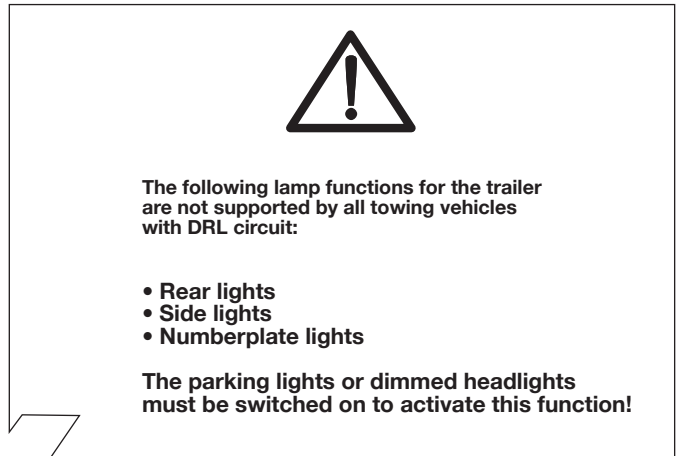 The following lamp functions for the trailer
are not supported by all towing vehicles
with DRL circuit:
• Rear lights
• Side lights
• Numberplate lights
The parking lights or dimmed headlights
must be switched on to activate this function!